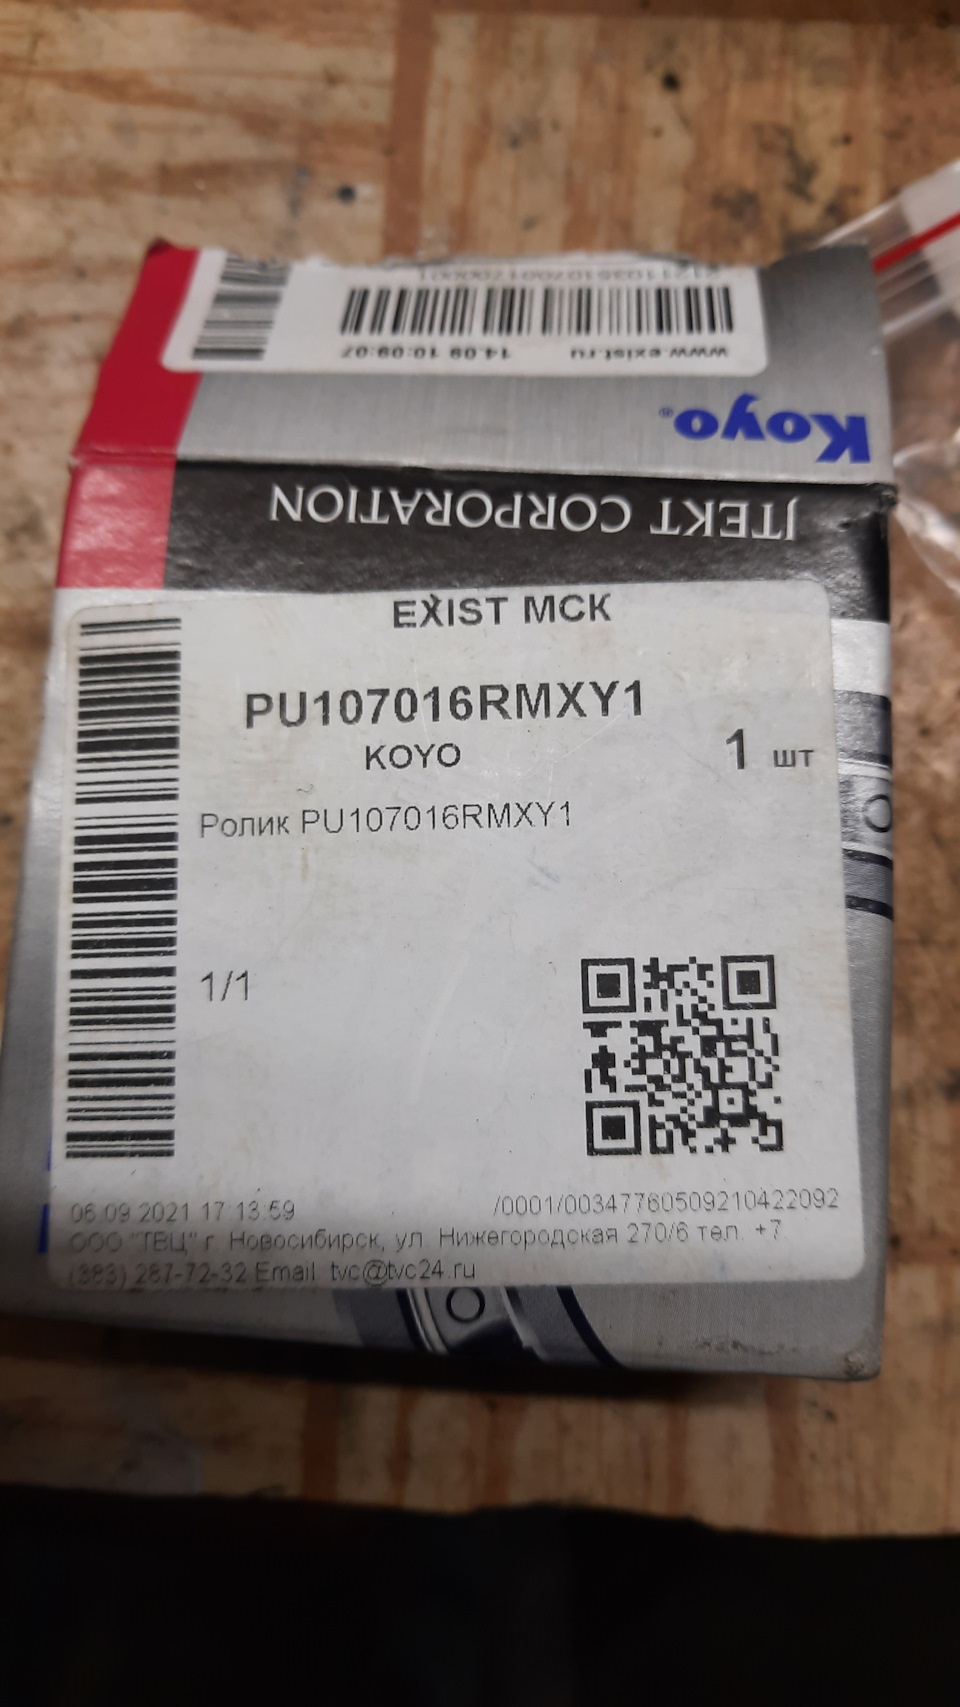 www.exist.ru 14.09 10:09:07
Koyo®
JTEKT CORPORATION
EXIST МСК
PU107016RMXY1
KOYO
1 шт
Ролик PU107016RMXY1
1/1
06.09.2021 17:13:59
/0001/00347760509210422092
ООО "ТВЦ" г. Новосибирск, ул. Нижегородская 270/6 тел. +7
(383) 287-72-32 Email: tvc@tvc24.ru